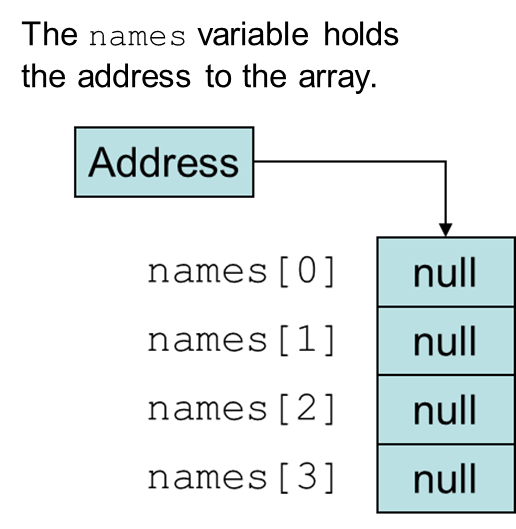 The names variable holds
the address to the array.
Address
names[0] null
names[1] null
names[2] null
names[3] null